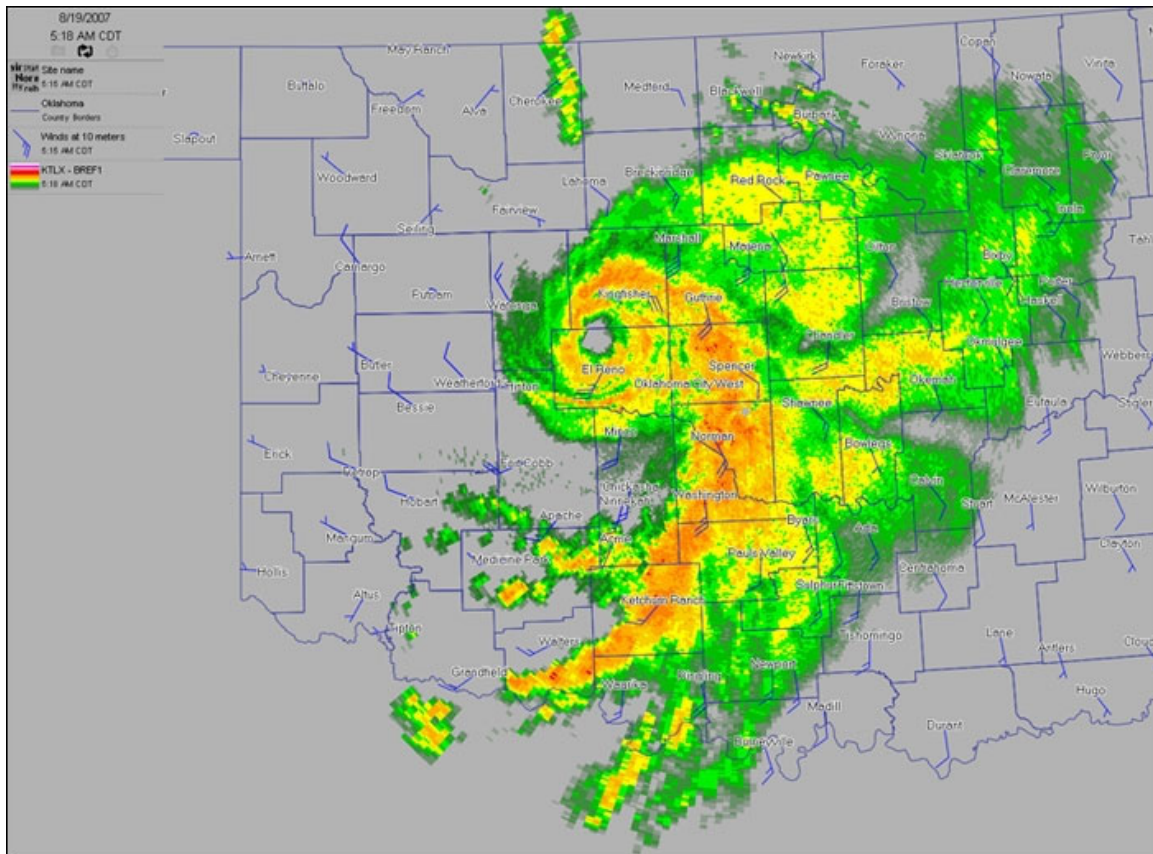 8/19/2007
5:18 AM CDT
Site name
5:15 AM CDT
Oklahoma
County Borders
Winds at 10 meters
5:15 AM CDT
KTLX - BREF1
5:18 AM CDT
May Ranch
Copan
Newkirk
Foraker
Vinita
Nowata
Buffalo
Medford
Blackwell
Cherokee
Alva
Freedom
Burbank
Slapout
Wynona
Skiatook
Pryor
Claremore
Woodward
Breckinridge
Red Rock
Pawnee
Lahoma
Inola
Fairview
Seiling
Marshall
Marena
Oilton
Bixby
Arnett
Camargo
Putnam
Watonga
Kingfisher
Guthrie
Hectorville
Porter
Haskell
Bristow
Chandler
Okmulgee
Butler
Webbers
Cheyenne
Weatherford
Hinton
El Reno
Spencer
Oklahoma City West
Okemah
Bessie
Shawnee
Eufaula
Stigler
Minco
Norman
Bowlegs
Erick
Fort Cobb
Calvin
Hobart
Chickasha
Ninnekah
Washington
Stuart
McAlester
Wilburton
Apache
Byars
Ada
Mangum
Acme
Medicine Park
Pauls Valley
Clayton
Hollis
Centrahoma
Sulphur
Fittstown
Altus
Ketchum Ranch
Tipton
Walters
Tishomingo
Lane
Antlers
Cloudy
Grandfield
Waurika
Ringling
Newport
Hugo
Madill
Durant
Burneyville